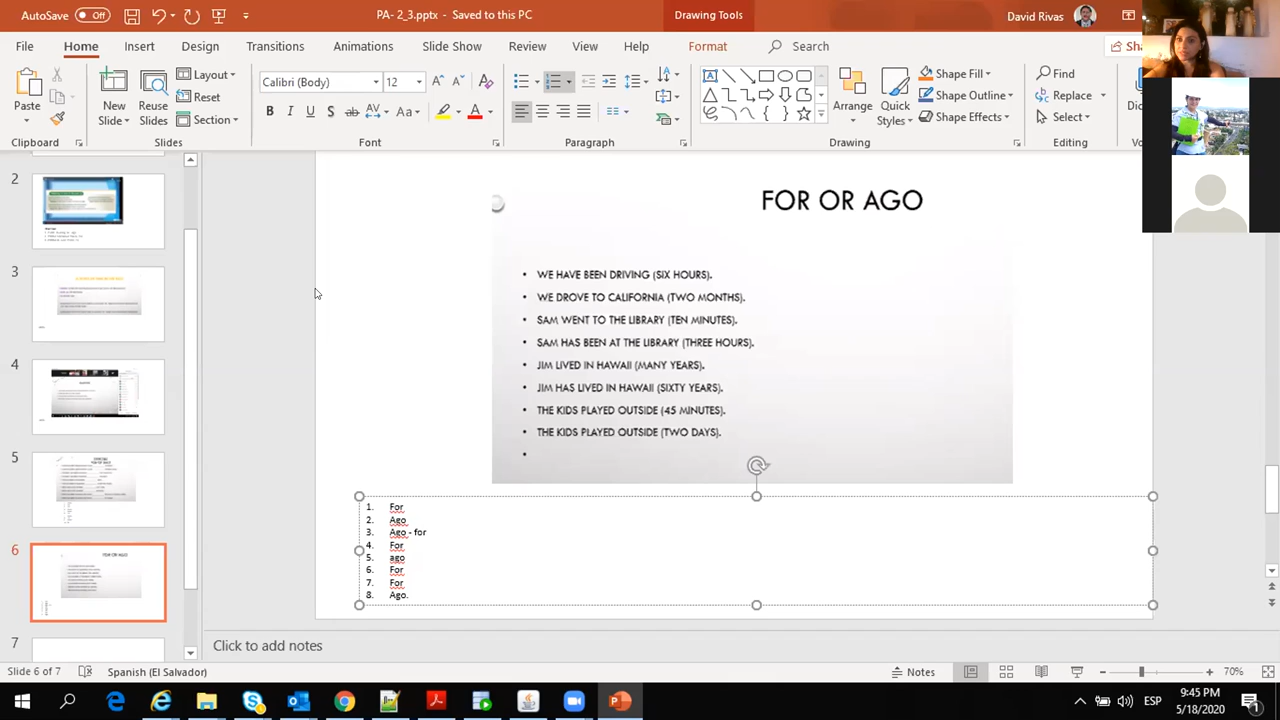 AutoSave Off
PA- 2_3.pptx - Saved to this PC
Drawing Tools
David Rivas
File Home Insert Design Transitions Animations Slide Show Review View Help Format Search
Paste
New
Slide
Reuse
Slides
Layout
Reset
Section
Calibri (Body) 12
Arrange
Quick
Styles
Shape Fill
Shape Outline
Shape Effects
Find
Replace
Select
Clipboard Slides Font Paragraph Drawing Editing
2
3
4
5
6
7
FOR OR AGO
• WE HAVE BEEN DRIVING (SIX HOURS).
• WE DROVE TO CALIFORNIA (TWO MONTHS).
• SAM WENT TO THE LIBRARY (TEN MINUTES).
• SAM HAS BEEN AT THE LIBRARY (THREE HOURS).
• JIM LIVED IN HAWAII (MANY YEARS).
• JIM HAS LIVED IN HAWAII (SIXTY YEARS).
• THE KIDS PLAYED OUTSIDE (45 MINUTES).
• THE KIDS PLAYED OUTSIDE (TWO DAYS).
•
1. For
2. Ago
3. Ago - for
4. For
5. ago
6. For
7. For
8. Ago.
Click to add notes
Slide 6 of 7 Spanish (El Salvador) Notes 70%
ESP
9:45 PM
5/18/2020